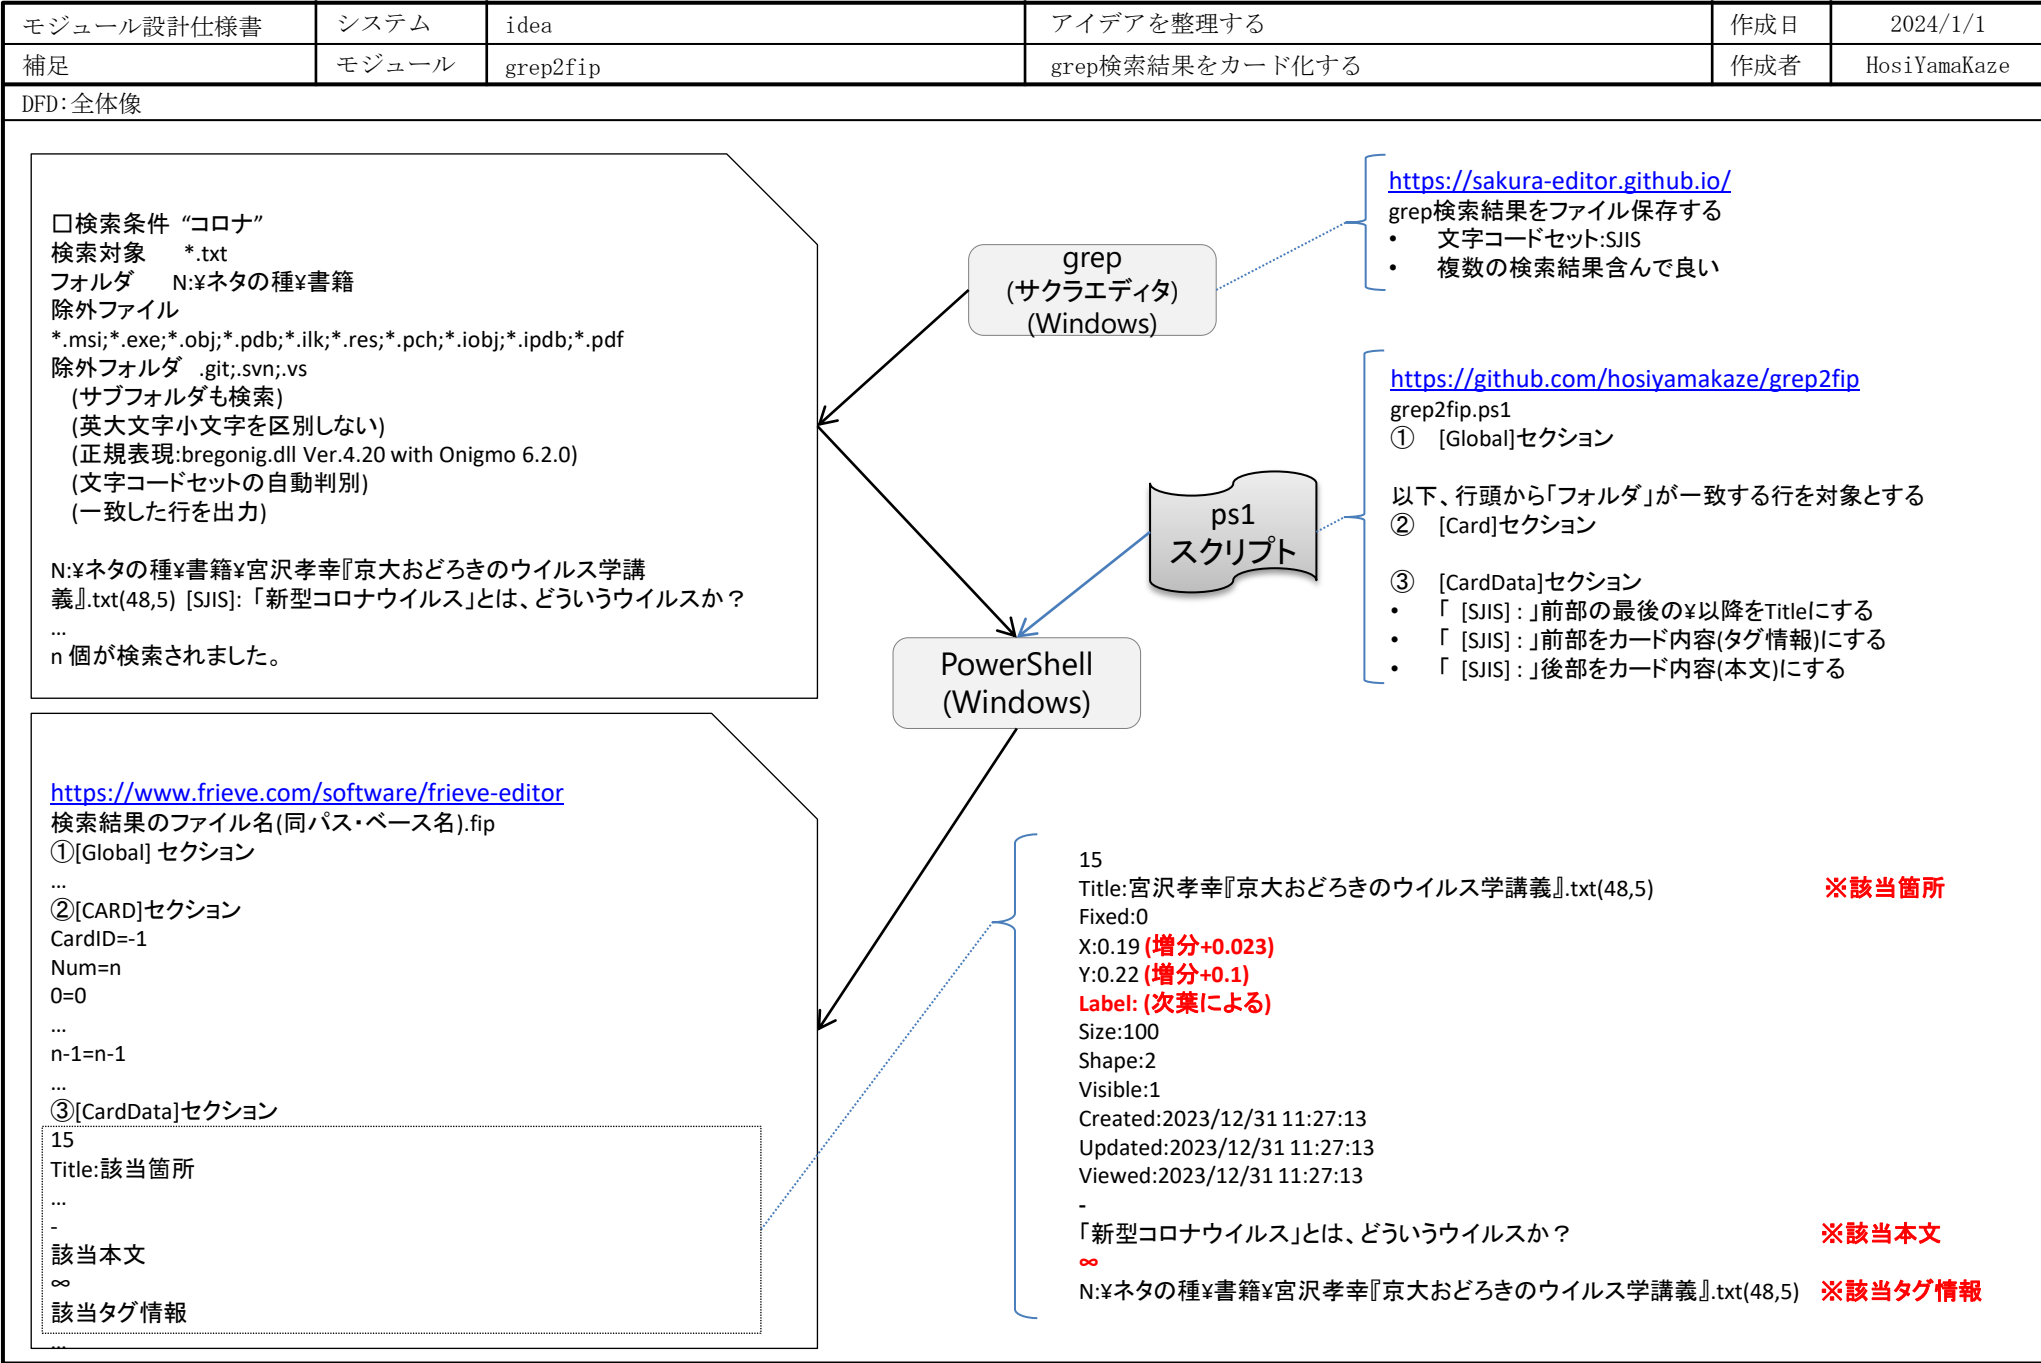 モジュール設計仕様書 システム idea アイデアを整理する 作成日 2024/1/1
補足 モジュール grep2fip grep検索結果をカード化する 作成者 HosiYamaKaze
DFD:全体像
□検索条件 “コロナ”
検索対象 *.txt
フォルダ N:¥ネタの種¥書籍
除外ファイル
*.msi;*.exe;*.obj;*.pdb;*.ilk;*.res;*.pch;*.iobj;*.ipdb;*.pdf
除外フォルダ .git;.svn;.vs
(サブフォルダも検索)
(英大文字小文字を区別しない)
(正規表現:bregonig.dll Ver.4.20 with Onigmo 6.2.0)
(文字コードセットの自動判別)
(一致した行を出力)
N:¥ネタの種¥書籍¥宮沢孝幸『京大おどろきのウイルス学講
義』.txt(48,5) [SJIS]: 「新型コロナウイルス」とは、どういうウイルスか？
...
n 個が検索されました。
grep
(サクラエディタ)
(Windows)
https://sakura-editor.github.io/
grep検索結果をファイル保存する
• 文字コードセット:SJIS
• 複数の検索結果含んで良い
https://github.com/hosiyamakaze/grep2fip
grep2fip.ps1
① [Global]セクション
以下、行頭から「フォルダ」が一致する行を対象とする
② [Card]セクション
③ [CardData]セクション
• 「 [SJIS] : 」前部の最後の¥以降をTitleにする
• 「 [SJIS] : 」前部をカード内容(タグ情報)にする
• 「 [SJIS] : 」後部をカード内容(本文)にする
ps1
スクリプト
PowerShell
(Windows)
https://www.frieve.com/software/frieve-editor
検索結果のファイル名(同パス・ベース名).fip
①[Global] セクション
...
②[CARD]セクション
CardID=-1
Num=n
0=0
...
n-1=n-1
...
③[CardData]セクション
15
Title:該当箇所
...
-
該当本文
∞
該当タグ情報
...
15
Title:宮沢孝幸『京大おどろきのウイルス学講義』.txt(48,5) ※該当箇所
Fixed:0
X:0.19 (増分+0.023)
Y:0.22 (増分+0.1)
Label: (次葉による)
Size:100
Shape:2
Visible:1
Created:2023/12/31 11:27:13
Updated:2023/12/31 11:27:13
Viewed:2023/12/31 11:27:13
-
「新型コロナウイルス」とは、どういうウイルスか？ ※該当本文
∞
N:¥ネタの種¥書籍¥宮沢孝幸『京大おどろきのウイルス学講義』.txt(48,5) ※該当タグ情報